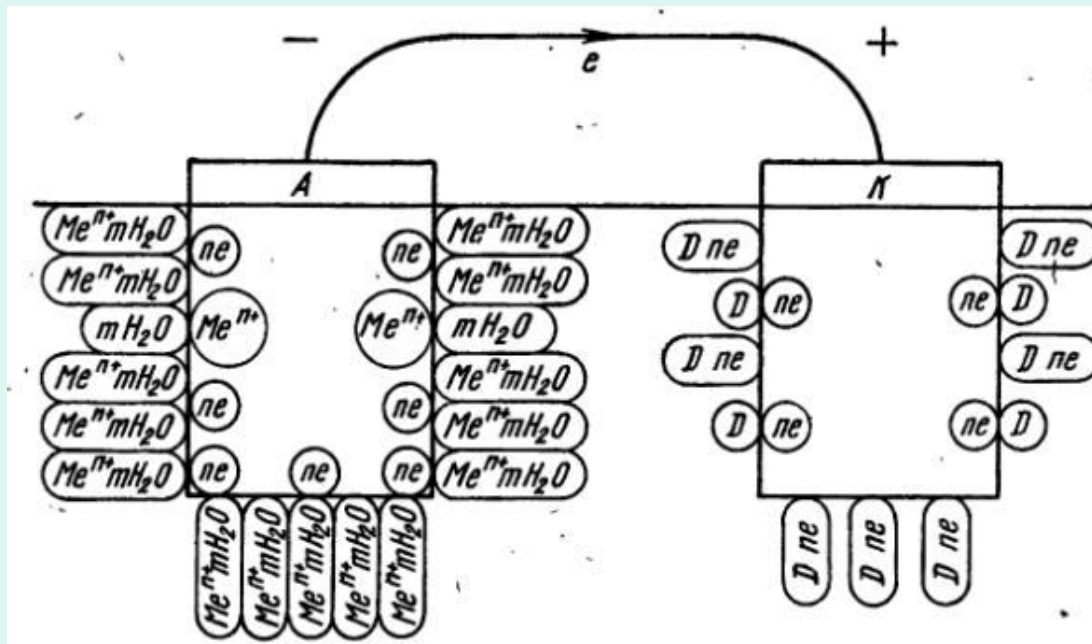 − +
e
A K
Meⁿ⁺mH₂O ne ne Meⁿ⁺mH₂O D ne D ne
Meⁿ⁺mH₂O Meⁿ⁺mH₂O D ne ne D
mH₂O Meⁿ⁺ Meⁿ⁺ mH₂O
Meⁿ⁺mH₂O Meⁿ⁺mH₂O D ne D ne
Meⁿ⁺mH₂O ne ne Meⁿ⁺mH₂O D ne ne D
Meⁿ⁺mH₂O ne ne ne Meⁿ⁺mH₂O
Meⁿ⁺mH₂O Meⁿ⁺mH₂O Meⁿ⁺mH₂O Meⁿ⁺mH₂O Meⁿ⁺mH₂O D ne D ne D ne